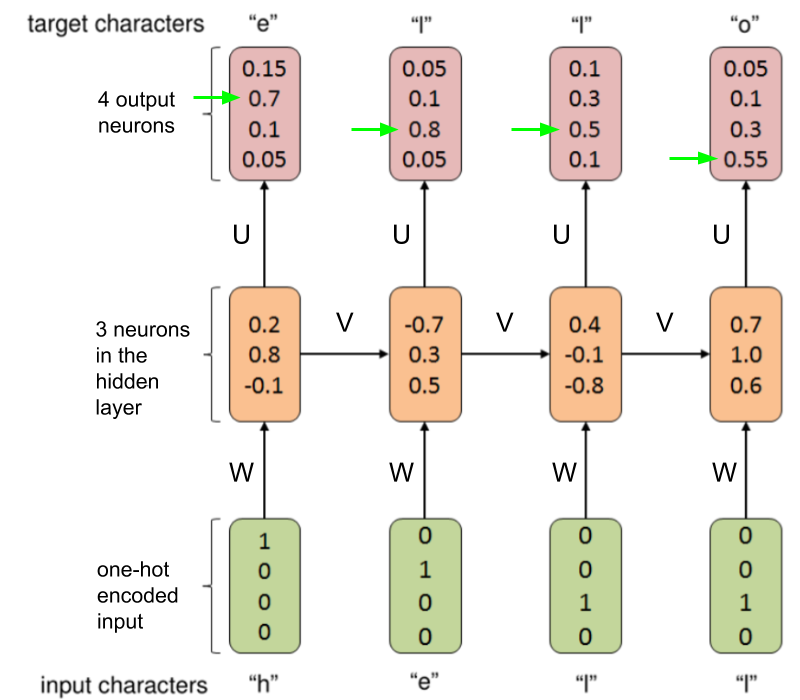 target characters “e” “l” “l” “o”
0.15 0.05 0.1 0.05
4 output 0.7 0.1 0.3 0.1
neurons 0.1 0.8 0.5 0.3
0.05 0.05 0.1 0.55
U U U U
V V V
3 neurons 0.2 -0.7 0.4 0.7
in the 0.8 0.3 -0.1 1.0
hidden -0.1 0.5 -0.8 0.6
layer
W W W W
1 0 0 0
one-hot 0 1 0 0
encoded 0 0 1 1
input 0 0 0 0
input characters “h” “e” “l” “l”